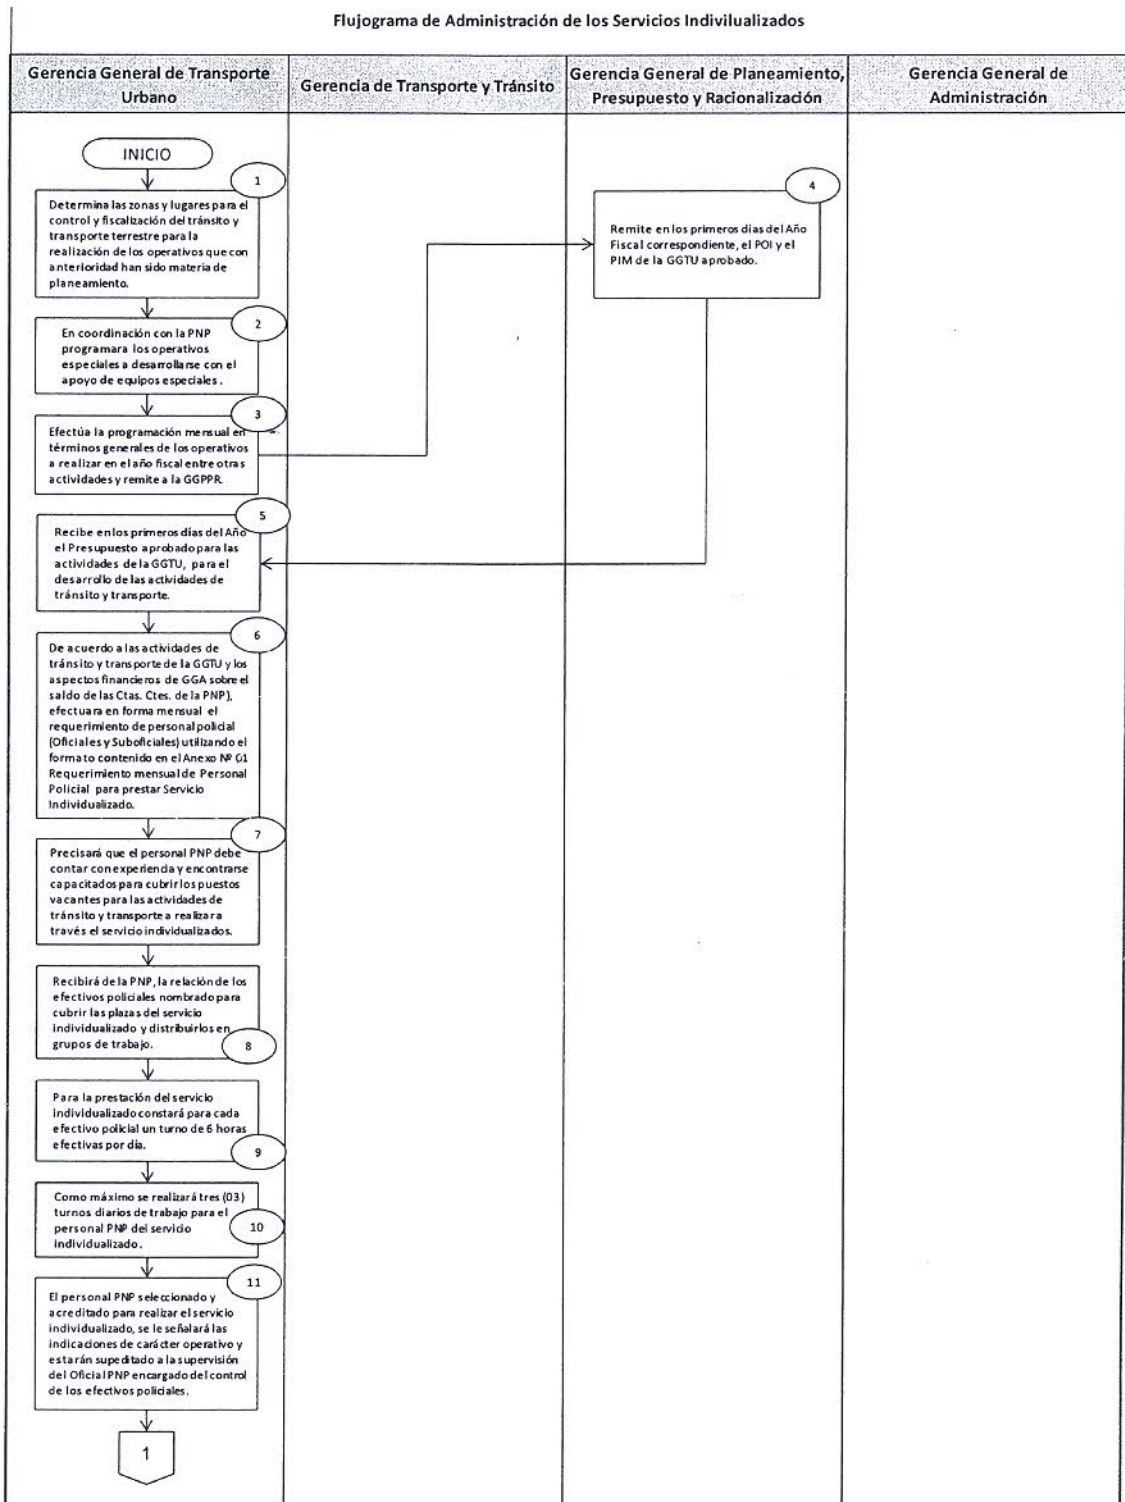 Flujograma de Administración de los Servicios Indivilualizados
Gerencia General de Transporte
Urbano
Gerencia de Transporte y Tránsito
Gerencia General de Planeamiento,
Presupuesto y Racionalización
Gerencia General de
Administración
INICIO
1
Determina las zonas y lugares para el
control y fiscalización del tránsito y
transporte terrestre para la
realización de los operativos que con
anterioridad han sido materia de
planeamiento.
2
En coordinación con la PNP
programara los operativos
especiales a desarrollarse con el
apoyo de equipos especiales.
3
Efectúa la programación mensual en
términos generales de los operativos
a realizar en el año fiscal entre otras
actividades y remite a la GGPPR.
4
Remite en los primeros días del Año
Fiscal correspondiente, el POI y el
PIM de la GGTU aprobado.
5
Recibe en los primeros días del Año
el Presupuesto aprobado para las
actividades de la GGTU, para el
desarrollo de las actividades de
tránsito y transporte.
6
De acuerdo a las actividades de
tránsito y transporte de la GGTU y los
aspectos financieros de GGA sobre el
saldo de las Ctas. Ctes. de la PNP),
efectuara en forma mensual el
requerimiento de personal policial
(Oficiales y Suboficiales) utilizando el
formato contenido en el Anexo Nº 01
Requerimiento mensual de Personal
Policial para prestar Servicio
Individualizado.
7
Precisará que el personal PNP debe
contar con experiencia y encontrarse
capacitados para cubrir los puestos
vacantes para las actividades de
tránsito y transporte a realizar a
través el servicio individualizados.
Recibirá de la PNP, la relación de los
efectivos policiales nombrado para
cubrir las plazas del servicio
individualizado y distribuirlos en
grupos de trabajo.
8
Para la prestación del servicio
individualizado constará para cada
efectivo policial un turno de 6 horas
efectivas por día.
9
Como máximo se realizará tres (03)
turnos diarios de trabajo para el
personal PNP del servicio
individualizado.
10
11
El personal PNP seleccionado y
acreditado para realizar el servicio
individualizado, se le señalará las
indicaciones de carácter operativo y
estarán supeditado a la supervisión
del Oficial PNP encargado del control
de los efectivos policiales.
1